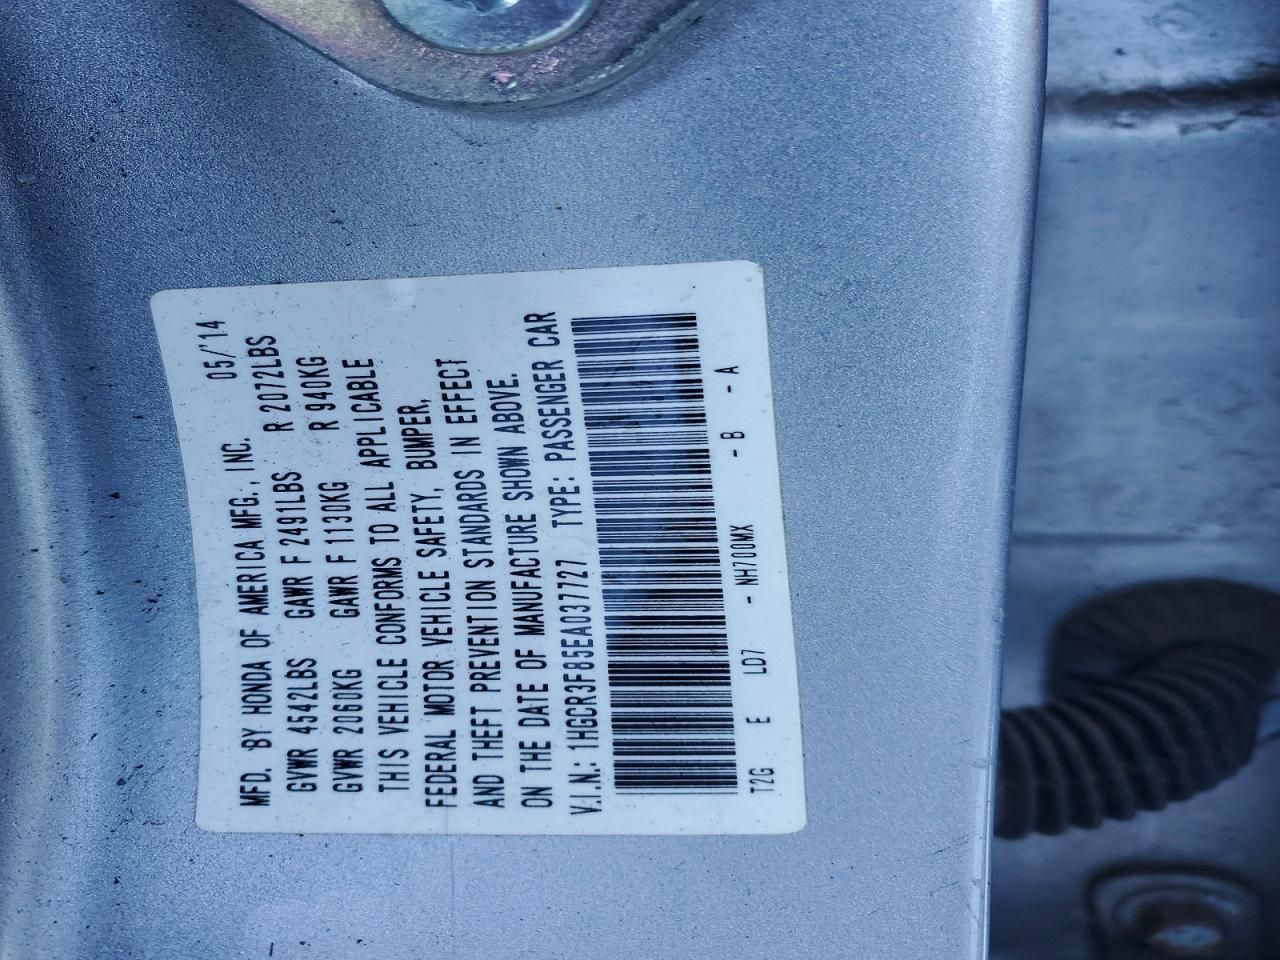 MFD. BY HONDA OF AMERICA MFG., INC. 05/'14
GVWR 4542LBS GAWR F 2491LBS R 2072LBS
GVWR 2060KG GAWR F 1130KG R 940KG
THIS VEHICLE CONFORMS TO ALL APPLICABLE
FEDERAL MOTOR VEHICLE SAFETY, BUMPER,
AND THEFT PREVENTION STANDARDS IN EFFECT
ON THE DATE OF MANUFACTURE SHOWN ABOVE.
V.I.N.: 1HGCR3F85EA037727 TYPE: PASSENGER CAR
T2G E LD7 - NH700MX - B - A